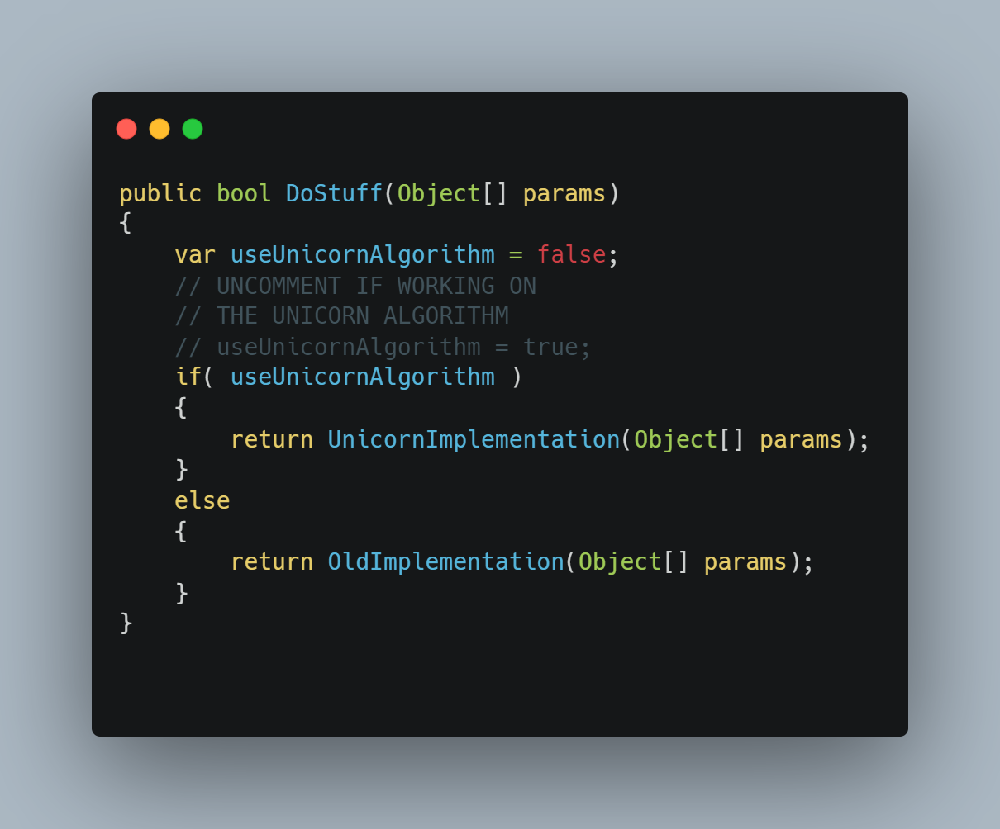 public bool DoStuff(Object[] params)
{
    var useUnicornAlgorithm = false;
    // UNCOMMENT IF WORKING ON
    // THE UNICORN ALGORITHM
    // useUnicornAlgorithm = true;
    if( useUnicornAlgorithm )
    {
        return UnicornImplementation(Object[] params);
    }
    else
    {
        return OldImplementation(Object[] params);
    }
}